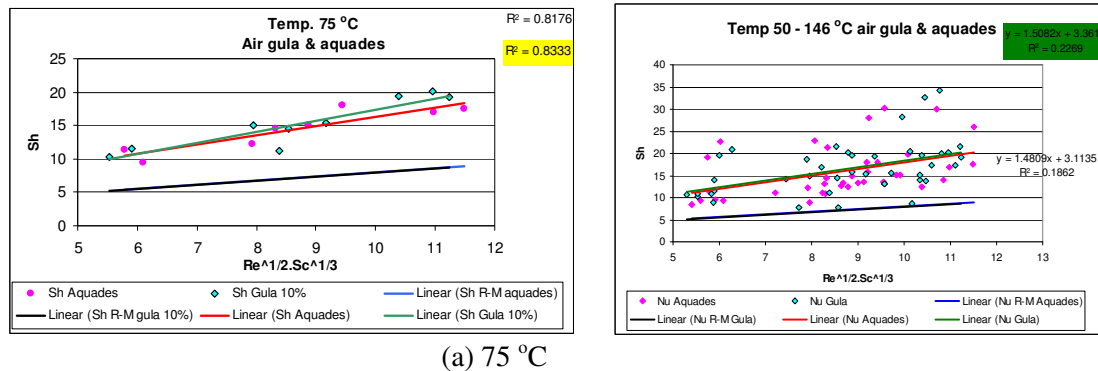 Temp. 75 °C
Air gula & aquades
R² = 0.8176
R² = 0.8333
25
20
15
10
5
0
Sh
5 6 7 8 9 10 11 12
Re^1/2.Sc^1/3
Sh Aquades
Sh Gula 10%
Linear (Sh R-M aquades)
Linear (Sh R-M gula 10%)
Linear (Sh Aquades)
Linear (Sh Gula 10%)
Temp 50 - 146 °C air gula & aquades
y = 1.5082x + 3.361
R² = 0.2269
40
35
30
25
20
15
10
5
0
Sh
y = 1.4809x + 3.1135
R² = 0.1862
5 6 7 8 9 10 11 12 13
Re^1/2.Sc^1/3
Nu Aquades
Nu Gula
Linear (Nu R-M Aquades)
Linear (Nu R-M Gula)
Linear (Nu Aquades)
Linear (Nu Gula)
(a) 75 °C